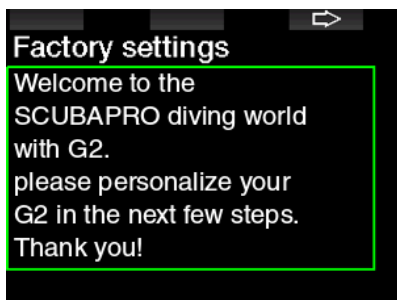 Factory settings
Welcome to the
SCUBAPRO diving world
with G2.
please personalize your
G2 in the next few steps.
Thank you!